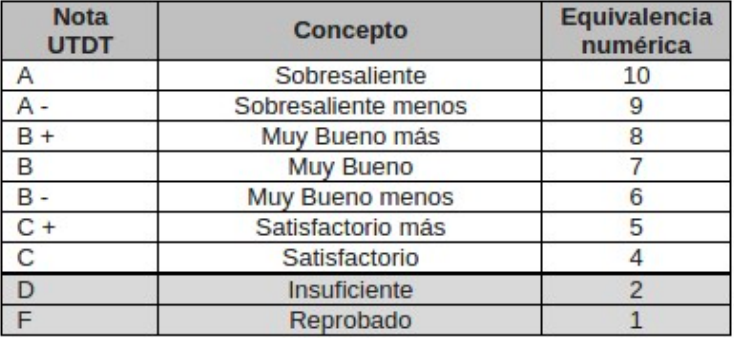 Nota UTDT Concepto Equivalencia numérica
A Sobresaliente 10
A - Sobresaliente menos 9
B + Muy Bueno más 8
B Muy Bueno 7
B - Muy Bueno menos 6
C + Satisfactorio más 5
C Satisfactorio 4
D Insuficiente 2
F Reprobado 1